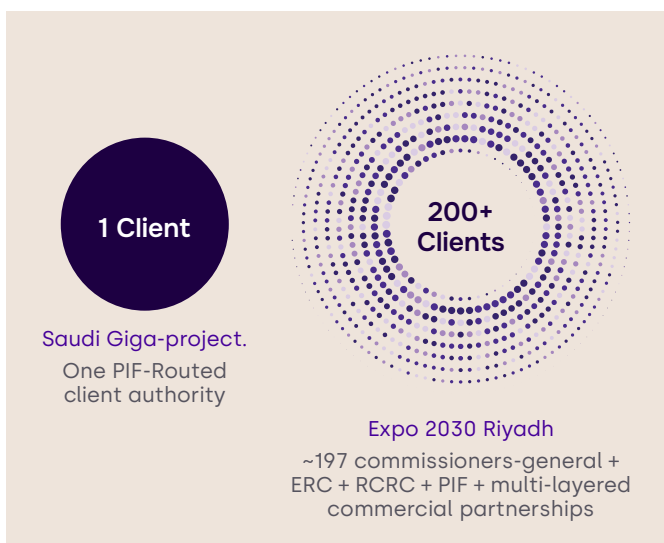 1 Client
Saudi Giga-project.
One PIF-Routed
client authority
200+
Clients
Expo 2030 Riyadh
~197 commissioners-general +
ERC + RCRC + PIF + multi-layered
commercial partnerships